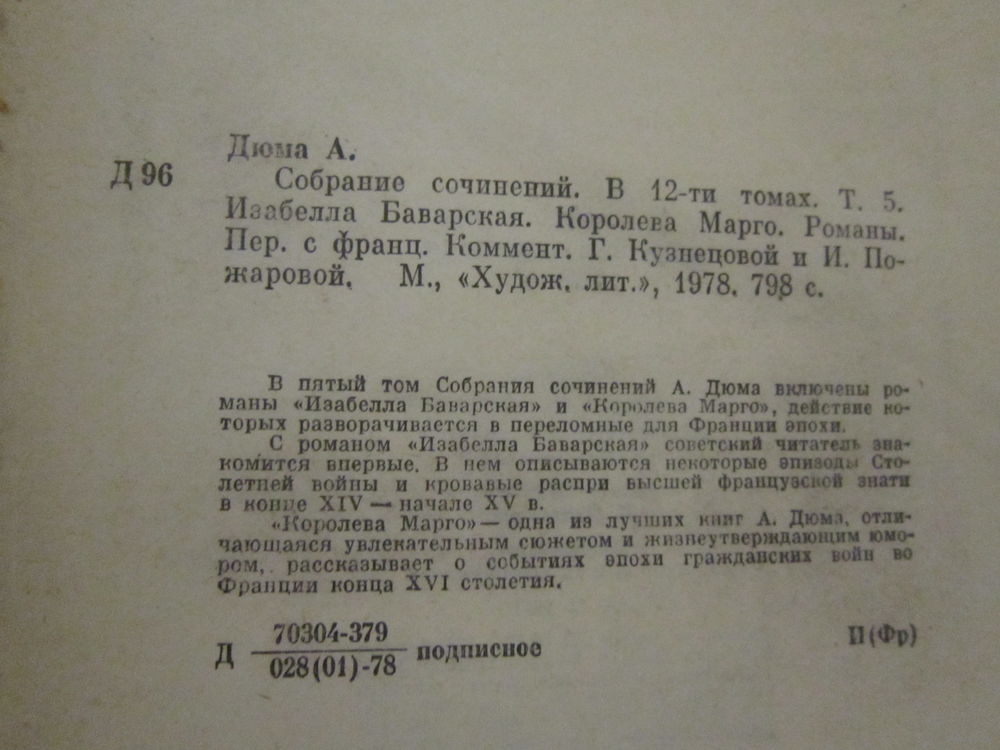 Дюма А.
Д 96
Собрание сочинений. В 12-ти томах. Т. 5.
Изабелла Баварская. Королева Марго. Романы.
Пер. с франц. Коммент. Г. Кузнецовой и И. По-
жаровой. М., «Худож. лит.», 1978. 798 с.
В пятый том Собрания сочинений А. Дюма включены ро-
маны «Изабелла Баварская» и «Королева Марго», действие ко-
торых разворачивается в переломные для Франции эпохи.
С романом «Изабелла Баварская» советский читатель зна-
комится впервые. В нем описываются некоторые эпизоды Сто-
летней войны и кровавые распри высшей французской знати
в конце XIV — начале XV в.
«Королева Марго» — одна из лучших книг А. Дюма, отли-
чающаяся увлекательным сюжетом и жизнеутверждающим юмо-
ром, рассказывает о событиях эпохи гражданских войн во
Франции конца XVI столетия.
70304-379
Д подписное И(Фр)
028(01)-78